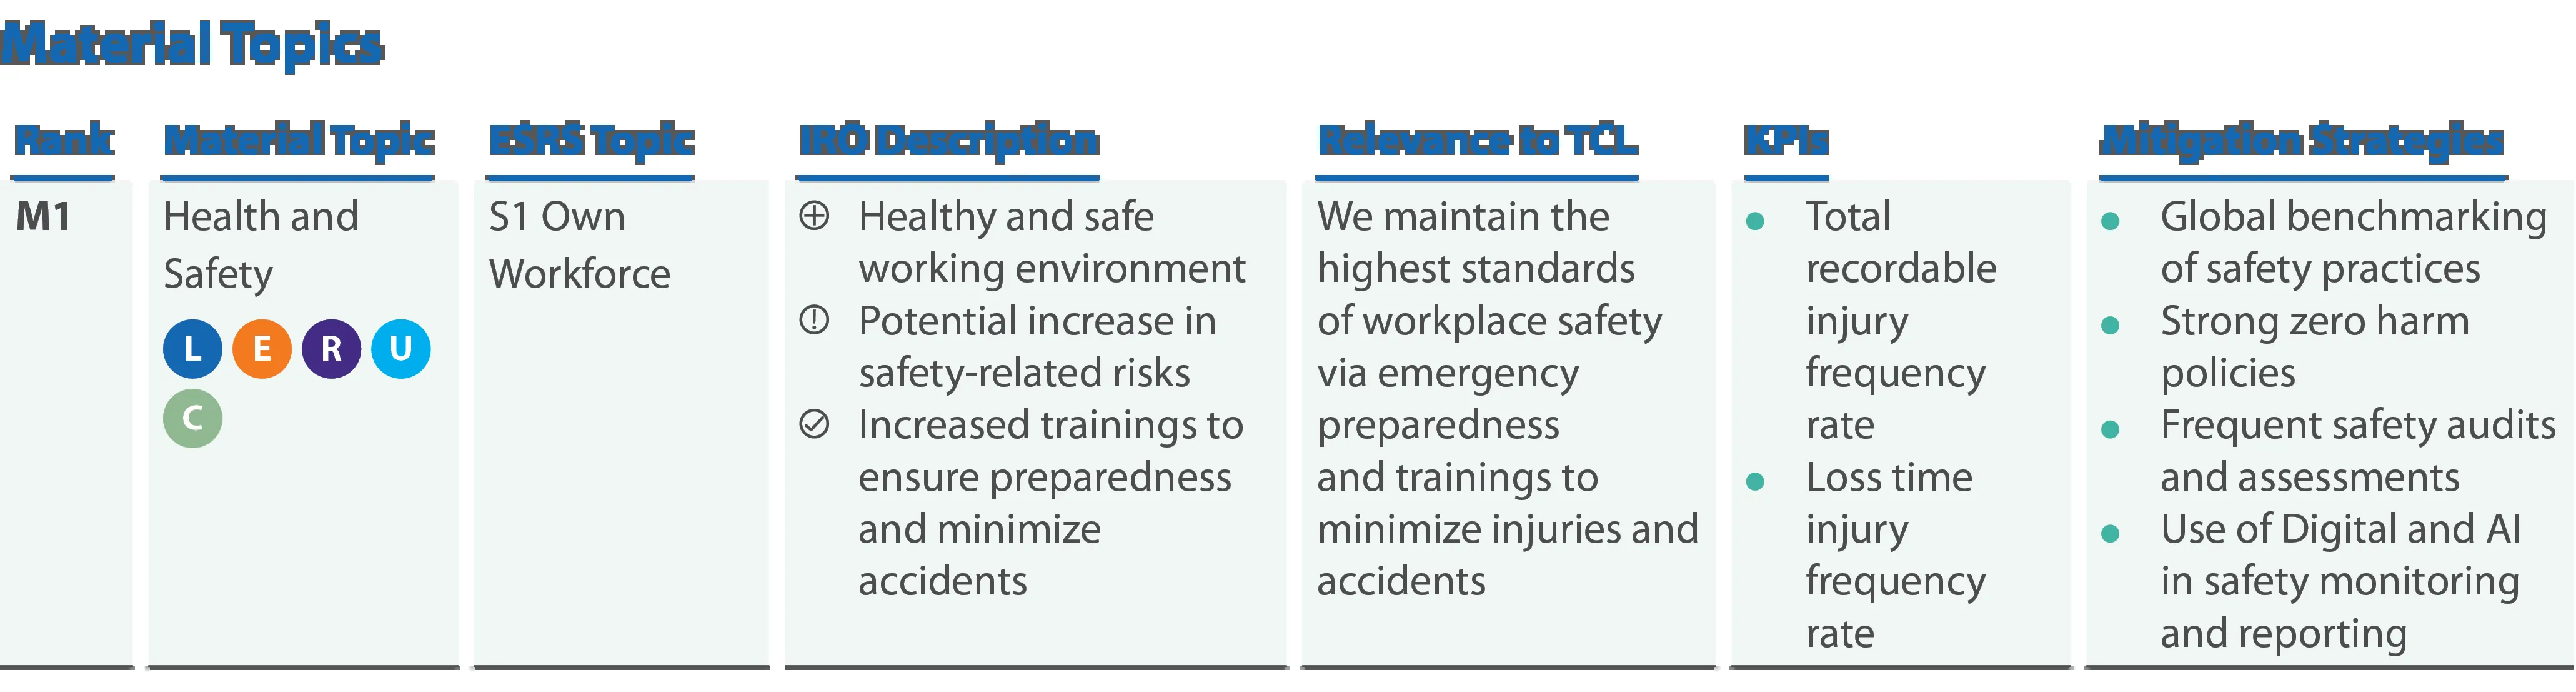 Material Topics
Rank
Material Topic
ESRS Topic
IRO Description
Relevance to TCL
KPIs
Mitigation Strategies
M1
Health and
Safety
L E R U
C
S1 Own
Workforce
Healthy and safe
working environment
Potential increase in
safety-related risks
Increased trainings to
ensure preparedness
and minimize
accidents
We maintain the
highest standards
of workplace safety
via emergency
preparedness
and trainings to
minimize injuries and
accidents
• Total
recordable
injury
frequency
rate
• Loss time
injury
frequency
rate
• Global benchmarking
of safety practices
• Strong zero harm
policies
• Frequent safety audits
and assessments
• Use of Digital and AI
in safety monitoring
and reporting